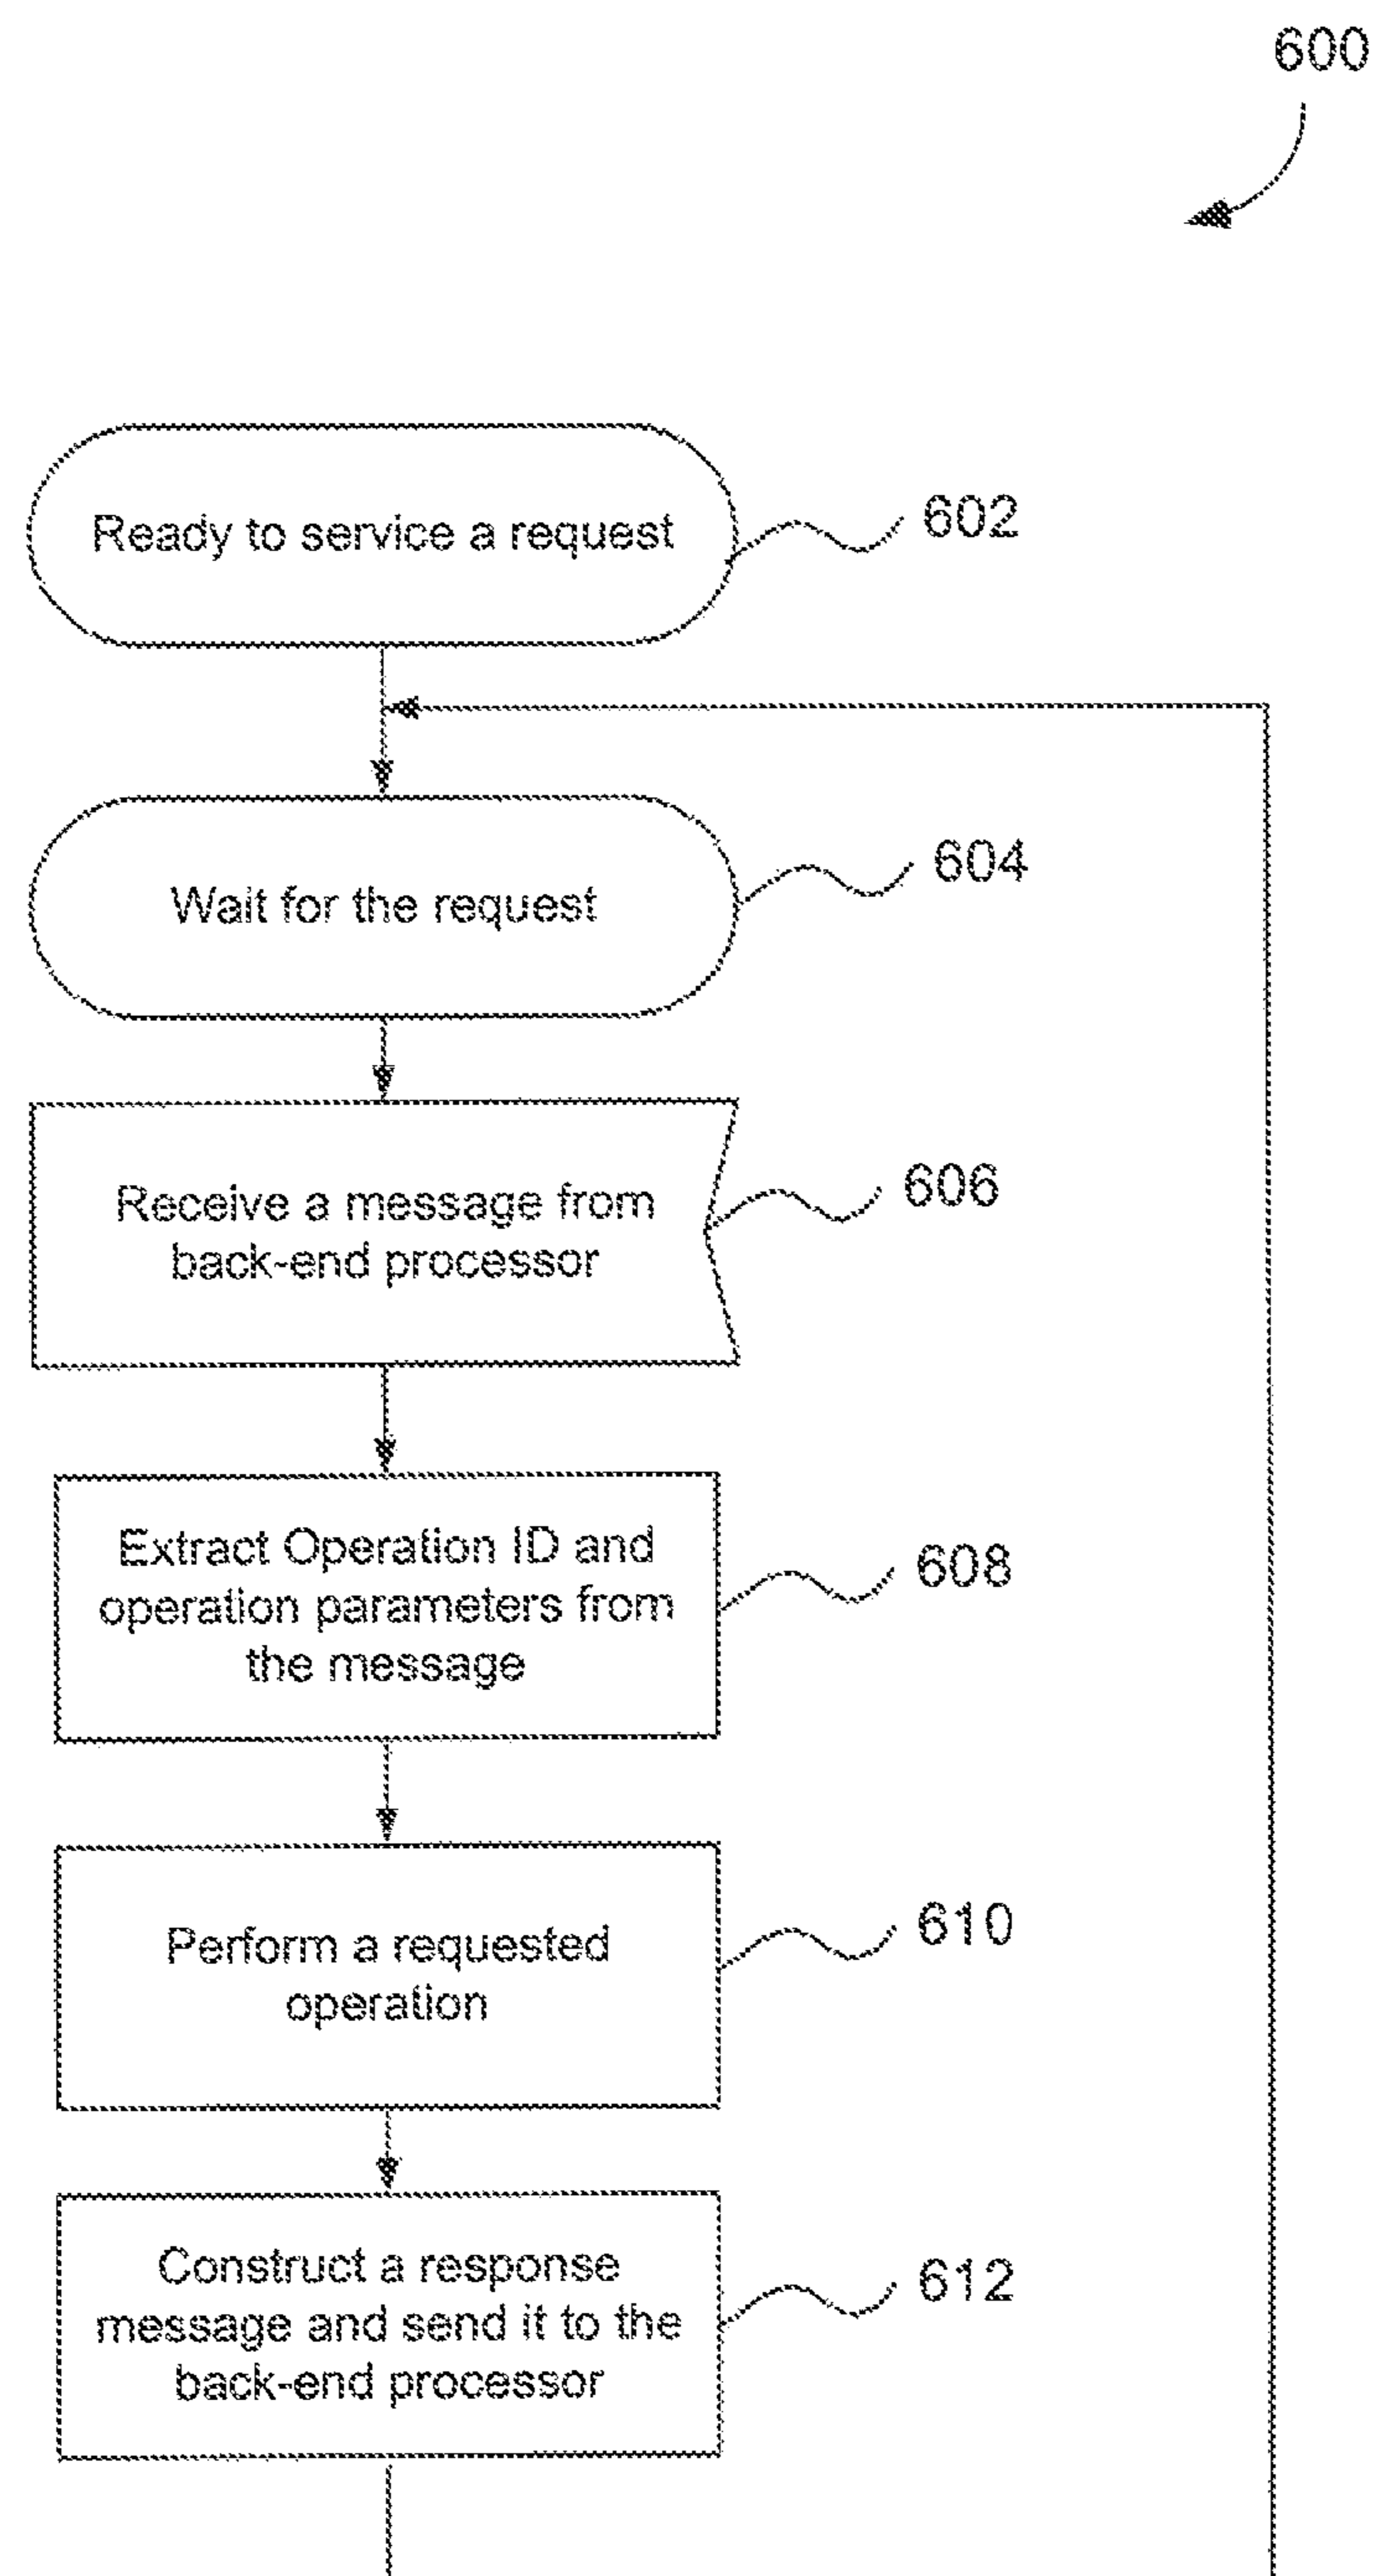 600
Ready to service a request
602
Wait for the request
604
Receive a message from
back-end processor
606
Extract Operation ID and
operation parameters from
the message
608
Perform a requested
operation
610
Construct a response
message and send it to the
back-end processor
612